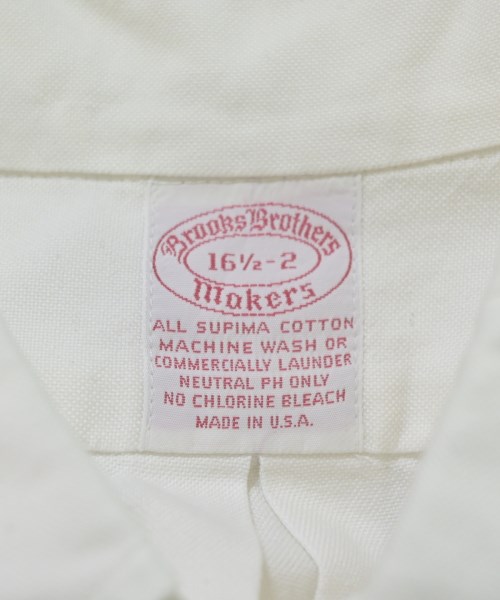 Brooks Brothers
16½-2
Makers
ALL SUPIMA COTTON
MACHINE WASH OR
COMMERCIALLY LAUNDER
NEUTRAL PH ONLY
NO CHLORINE BLEACH
MADE IN U.S.A.